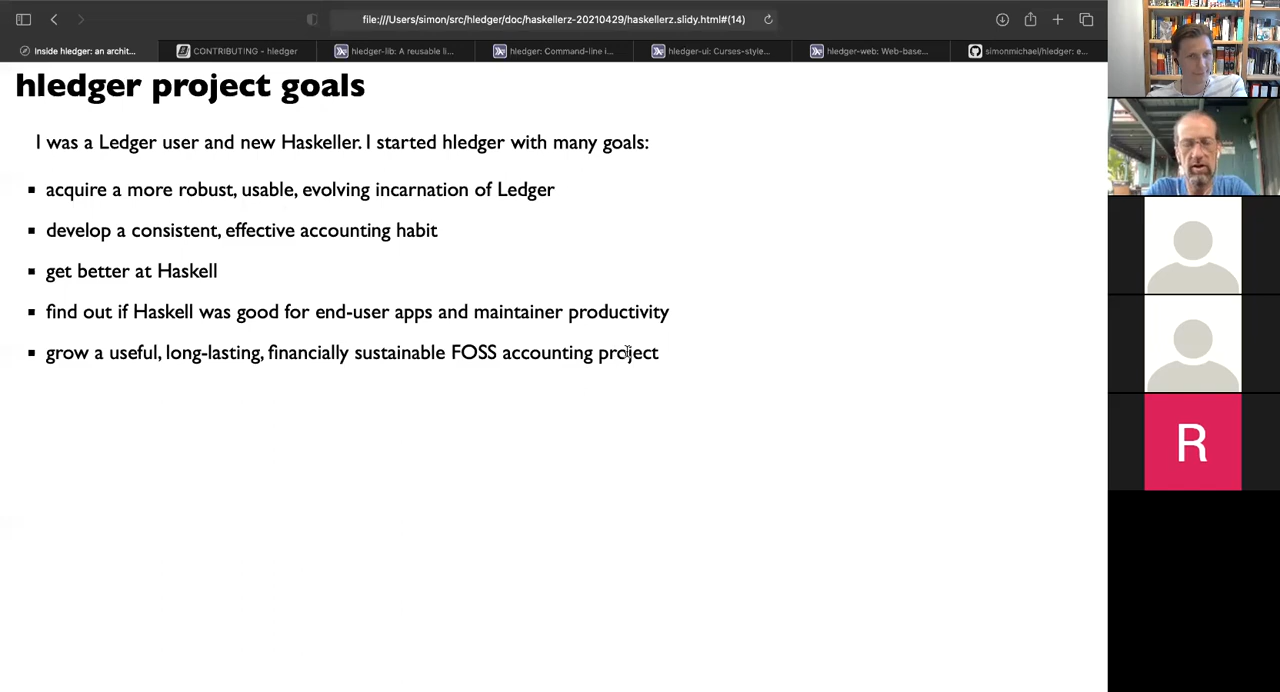 file:///Users/simon/src/hledger/doc/haskellerz-20210429/haskellerz.slidy.html#(14)
Inside hledger: an archit...
CONTRIBUTING - hledger
hledger-lib: A reusable li...
hledger: Command-line i...
hledger-ui: Curses-style...
hledger-web: Web-base...
simonmichael/hledger: e...
hledger project goals
I was a Ledger user and new Haskeller. I started hledger with many goals:
▪ acquire a more robust, usable, evolving incarnation of Ledger
▪ develop a consistent, effective accounting habit
▪ get better at Haskell
▪ find out if Haskell was good for end-user apps and maintainer productivity
▪ grow a useful, long-lasting, financially sustainable FOSS accounting project
R